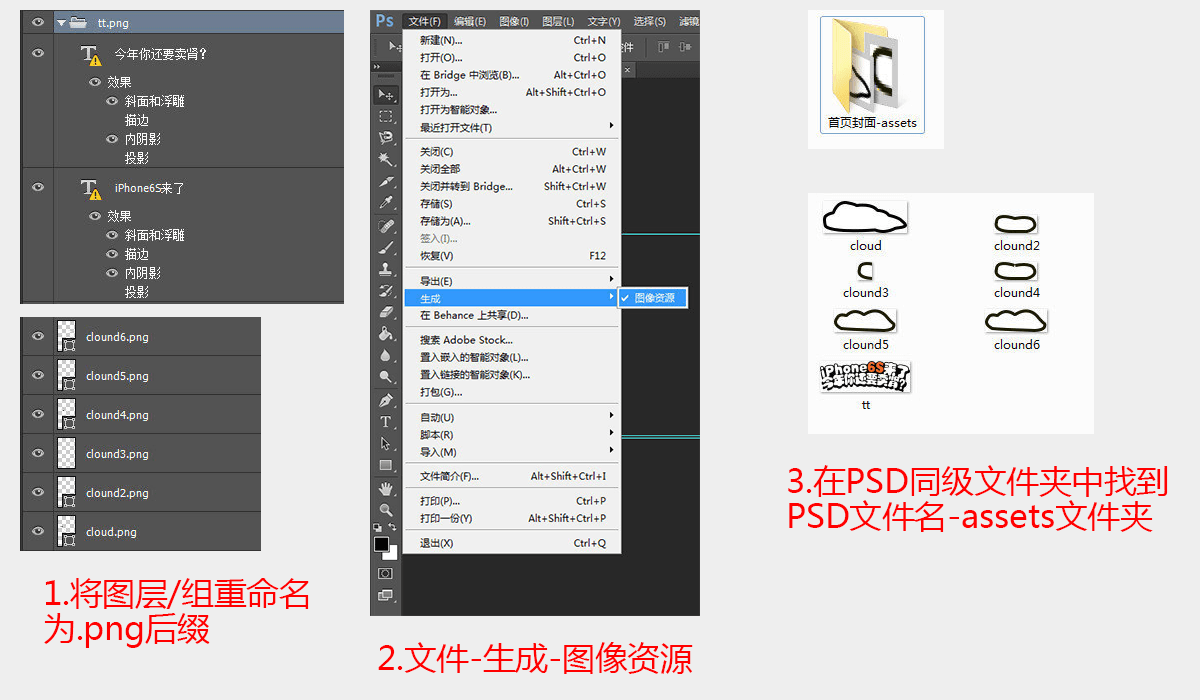 tt.png
今年你还要卖肾？
效果
斜面和浮雕
描边
内阴影
投影
iPhone6S来了
效果
斜面和浮雕
描边
内阴影
投影
clound6.png
clound5.png
clound4.png
clound3.png
clound2.png
cloud.png
1.将图层/组重命名
为.png后缀
Ps 文件(F) 编辑(E) 图像(I) 图层(L) 文字(Y) 选择(S) 滤镜
新建(N)... Ctrl+N
打开(O)... Ctrl+O
在 Bridge 中浏览(B)... Alt+Ctrl+O
打开为... Alt+Shift+Ctrl+O
打开为智能对象...
最近打开文件(T)
关闭(C) Ctrl+W
关闭全部 Alt+Ctrl+W
关闭并转到 Bridge... Shift+Ctrl+W
存储(S) Ctrl+S
存储为(A)... Shift+Ctrl+S
签入(I)...
恢复(V) F12
导出(E)
生成
图像资源
在 Behance 上共享(D)...
搜索 Adobe Stock...
置入嵌入的智能对象(L)...
置入链接的智能对象(K)...
打包(G)...
自动(U)
脚本(R)
导入(M)
文件简介(F)... Alt+Shift+Ctrl+I
打印(P)... Ctrl+P
打印一份(Y) Alt+Shift+Ctrl+P
退出(X) Ctrl+Q
2.文件-生成-图像资源
首页封面-assets
cloud clound2
clound3 clound4
clound5 clound6
iPhone6S来了
今年你还要卖肾?
tt
3.在PSD同级文件夹中找到
PSD文件名-assets文件夹